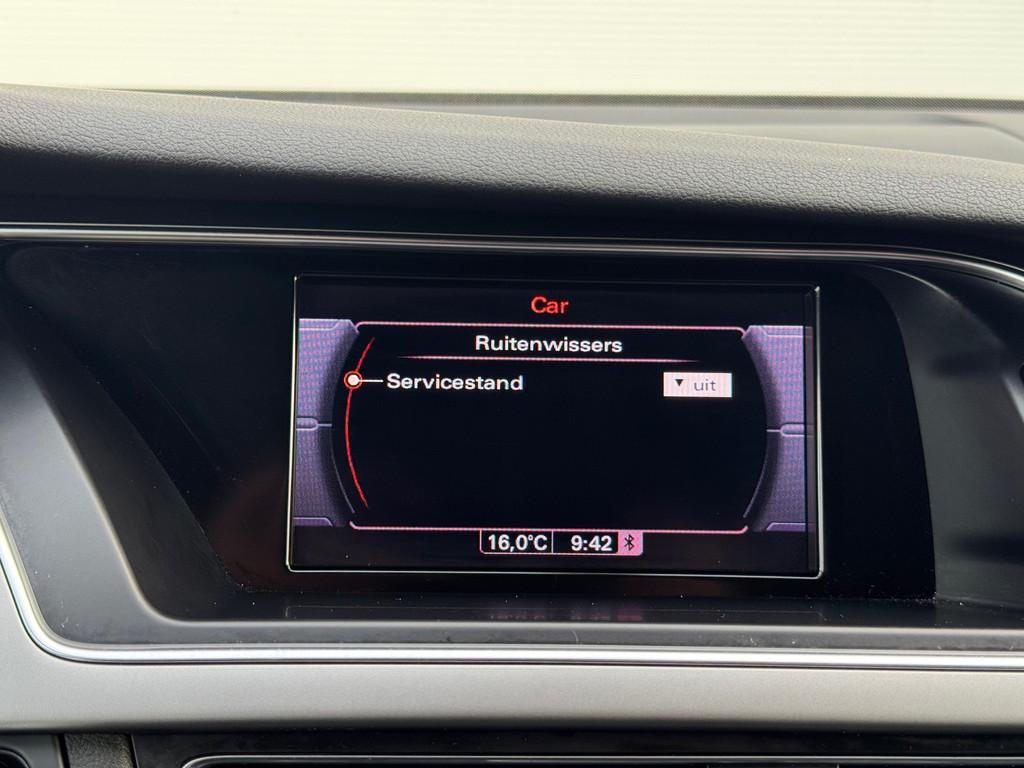 Car
Ruitenwissers
Servicestand ▼ uit
16,0°C 9:42